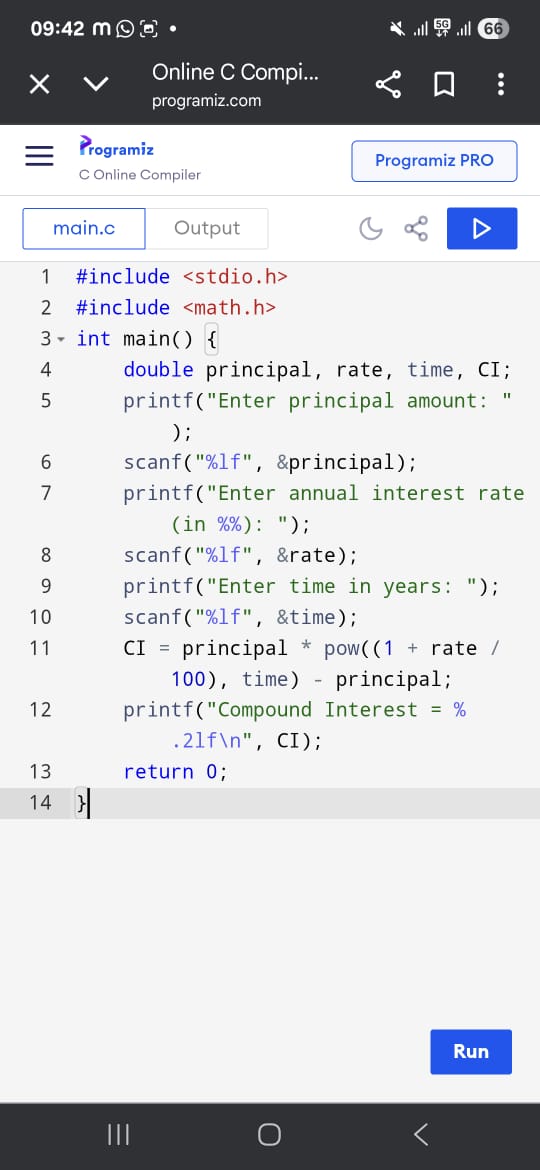 09:42 m
5G 66
Online C Compi...
programiz.com
Programiz
C Online Compiler
Programiz PRO
main.c Output
1 #include <stdio.h>
2 #include <math.h>
3 int main() {
4 double principal, rate, time, CI;
5 printf("Enter principal amount: "
);
6 scanf("%lf", &principal);
7 printf("Enter annual interest rate
(in %%): ");
8 scanf("%lf", &rate);
9 printf("Enter time in years: ");
10 scanf("%lf", &time);
11 CI = principal * pow((1 + rate /
100), time) - principal;
12 printf("Compound Interest = %
.2lf\n", CI);
13 return 0;
14 }
Run